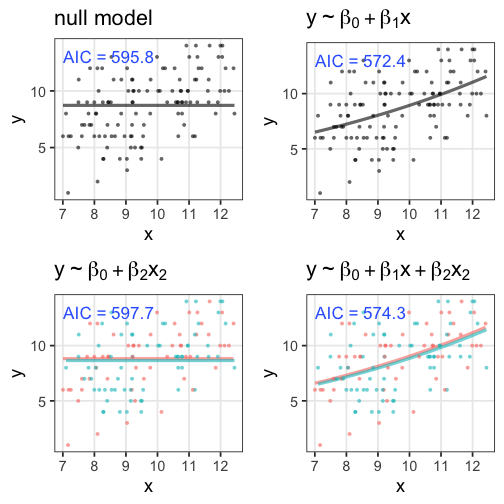 null model
AIC = 595.8
10
5
y
7 8 9 10 11 12
x
y ~ β₀ + β₁x
AIC = 572.4
10
5
y
7 8 9 10 11 12
x
y ~ β₀ + β₂x₂
AIC = 597.7
10
5
y
7 8 9 10 11 12
x
y ~ β₀ + β₁x + β₂x₂
AIC = 574.3
10
5
y
7 8 9 10 11 12
x